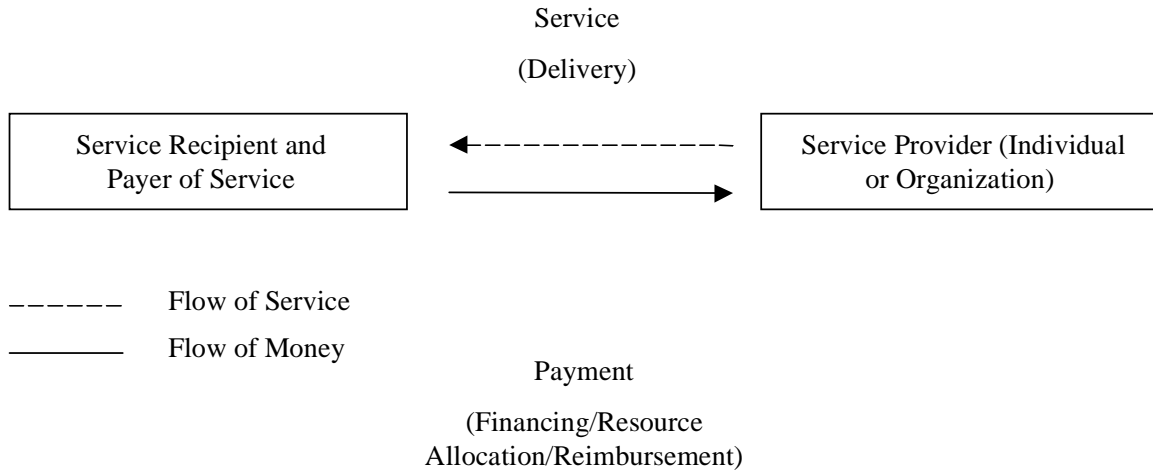 Service
(Delivery)
Service Recipient and
Payer of Service
Service Provider (Individual
or Organization)
Flow of Service
Flow of Money
Payment
(Financing/Resource
Allocation/Reimbursement)